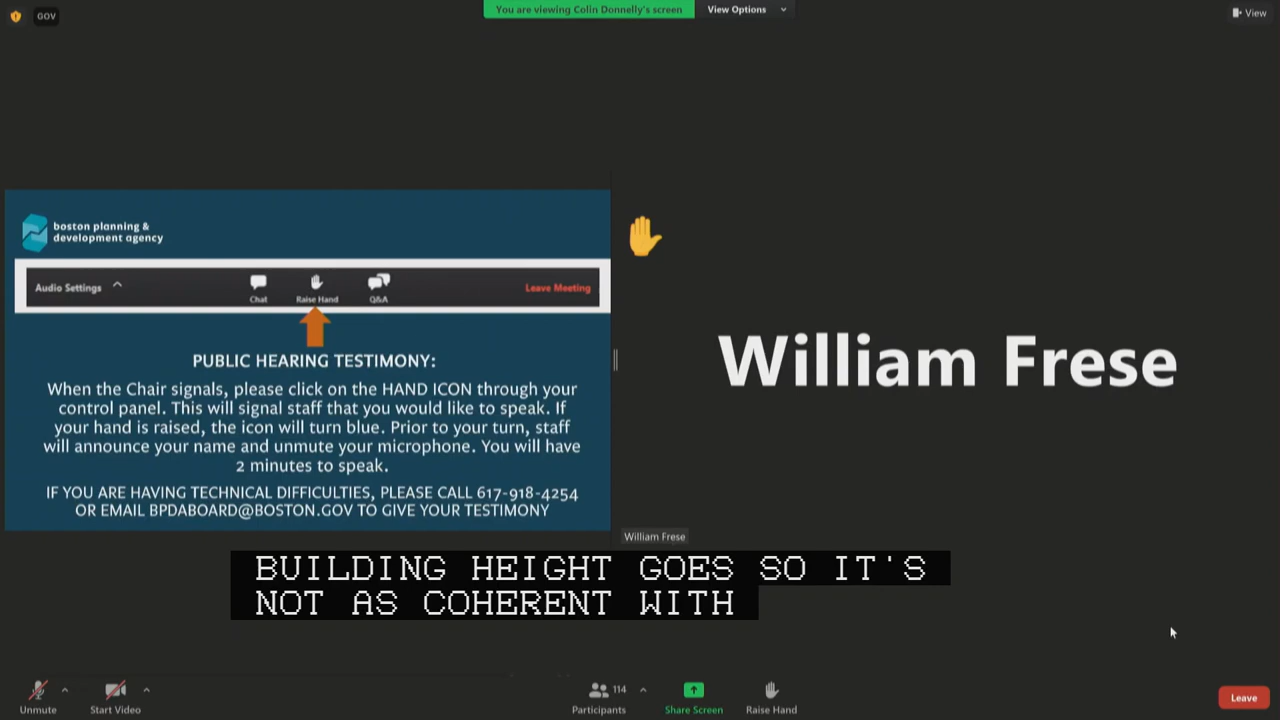 GOV
You are viewing Colin Donnelly's screen
View Options
View
boston planning &
development agency
Audio Settings
Chat
Raise Hand
Q&A
Leave Meeting
PUBLIC HEARING TESTIMONY:
When the Chair signals, please click on the HAND ICON through your
control panel. This will signal staff that you would like to speak. If
your hand is raised, the icon will turn blue. Prior to your turn, staff
will announce your name and unmute your microphone. You will have
2 minutes to speak.
IF YOU ARE HAVING TECHNICAL DIFFICULTIES, PLEASE CALL 617-918-4254
OR EMAIL BPDABOARD@BOSTON.GOV TO GIVE YOUR TESTIMONY
William Frese
William Frese
BUILDING HEIGHT GOES SO IT'S
NOT AS COHERENT WITH
Unmute
Start Video
114
Participants
Share Screen
Raise Hand
Leave